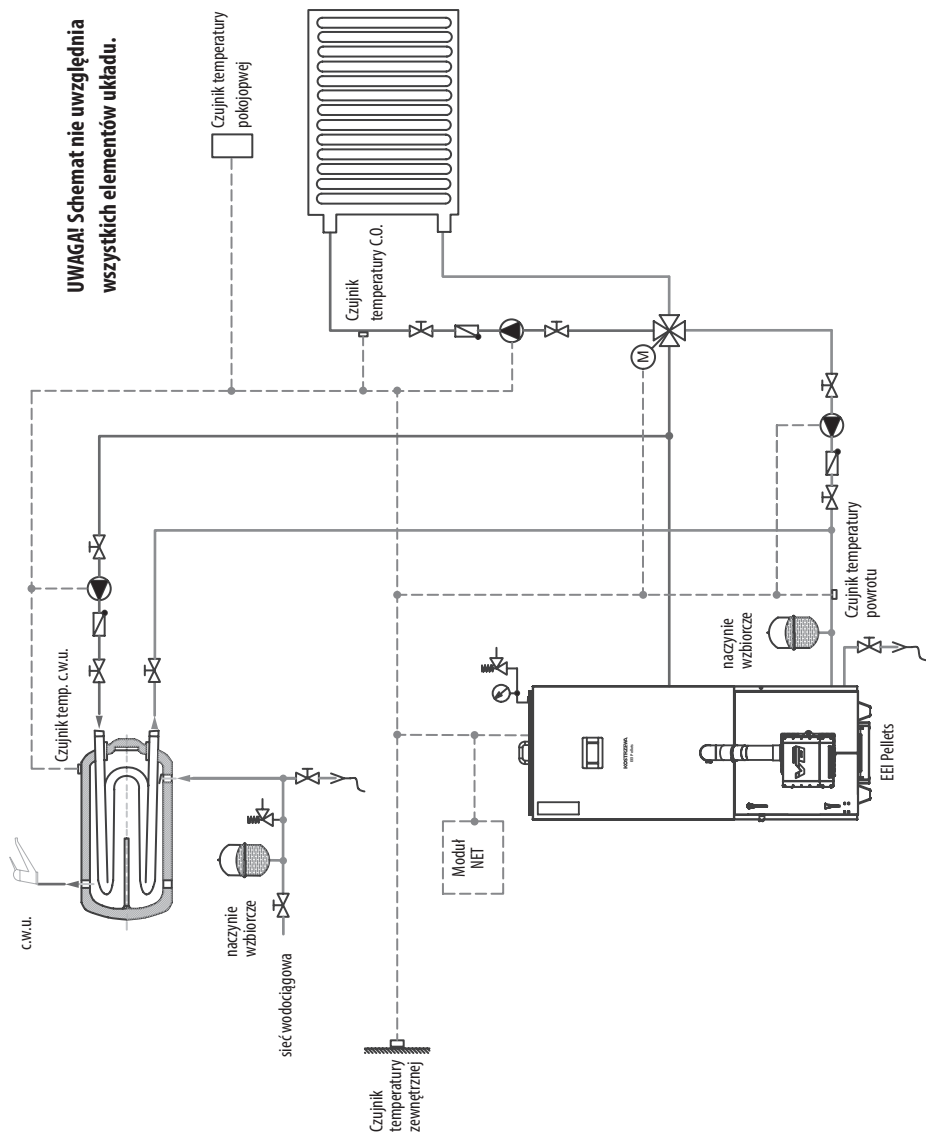 UWAGA! Schemat nie uwzględnia
wszystkich elementów układu.
Czujnik temperatury
pokojopwej
Czujnik
temperatury C.O.
M
Czujnik temp. c.w.u.
c.w.u.
naczynie
wzbiorcze
sieć wodociągowa
Czujnik
temperatury
zewnętrznej
Moduł
NET
naczynie
wzbiorcze
Czujnik temperatury
powrotu
KOSTRZEWA
EEI Pellets